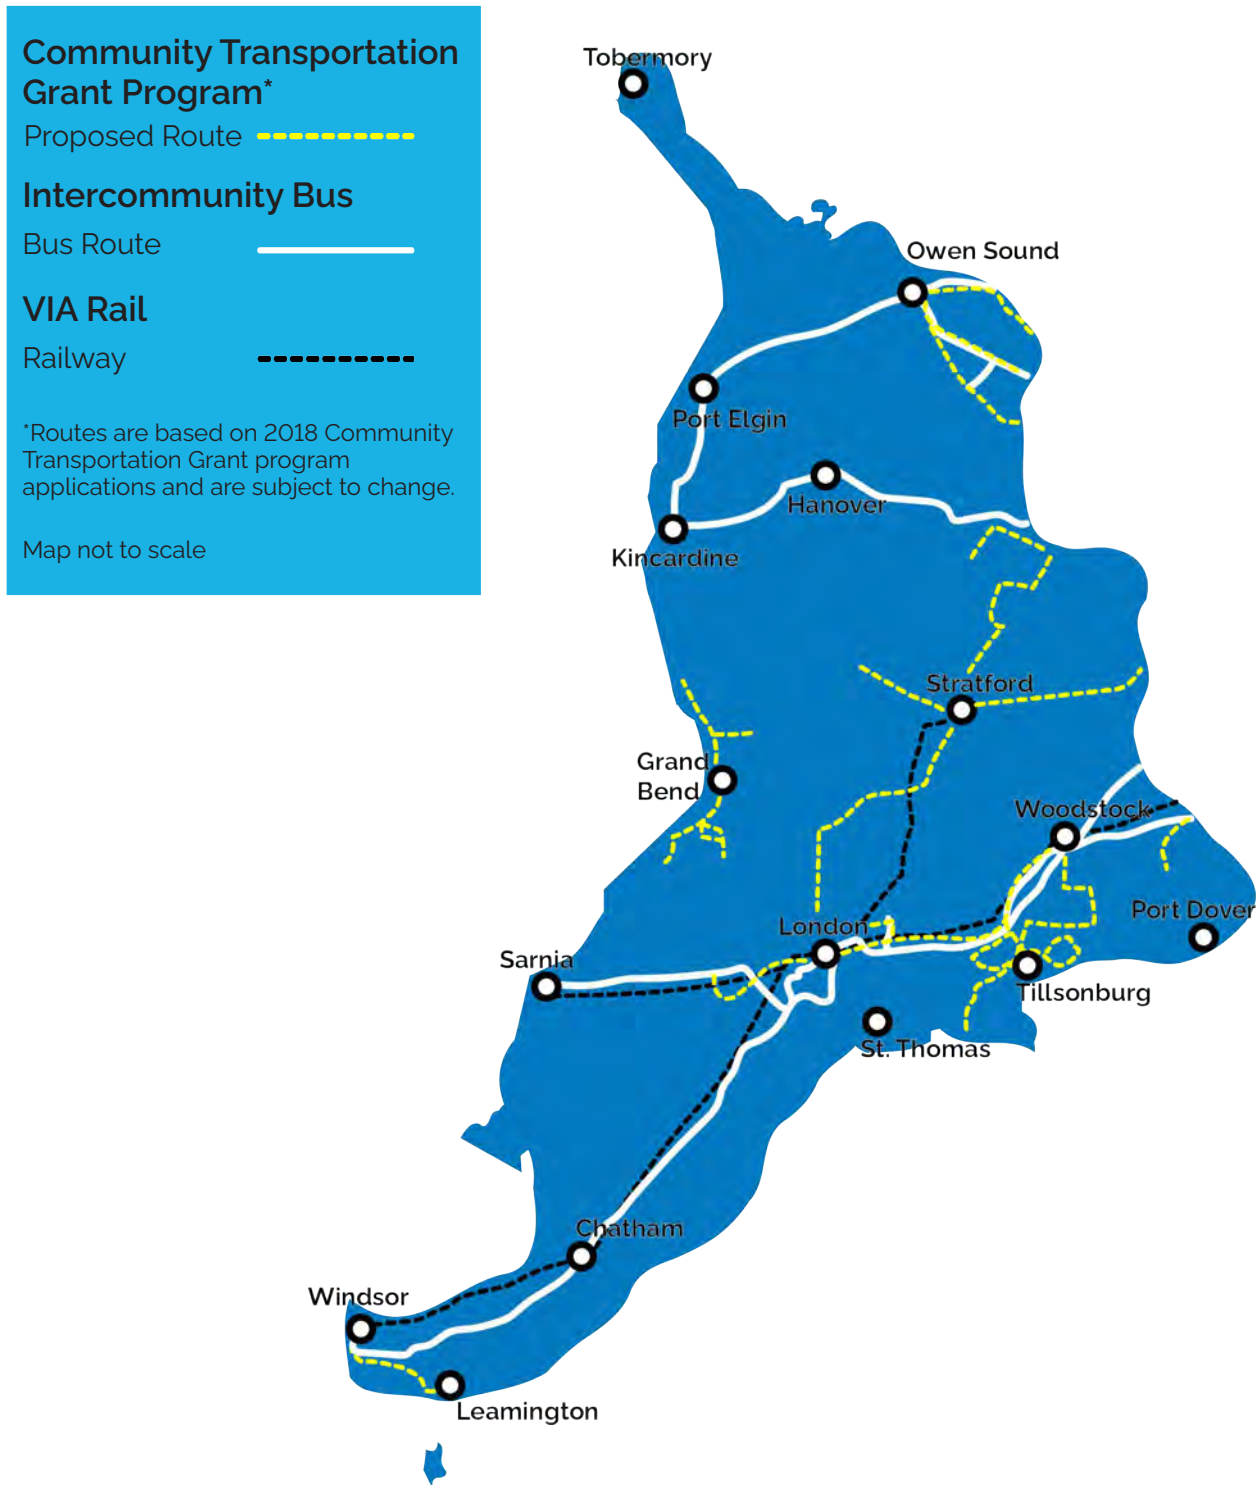 Community Transportation
Grant Program*
Proposed Route
Intercommunity Bus
Bus Route
VIA Rail
Railway
*Routes are based on 2018 Community
Transportation Grant program
applications and are subject to change.
Map not to scale
Tobermory
Owen Sound
Port Elgin
Hanover
Kincardine
Stratford
Grand
Bend
Woodstock
Port Dover
London
Sarnia
Tillsonburg
St. Thomas
Chatham
Windsor
Leamington